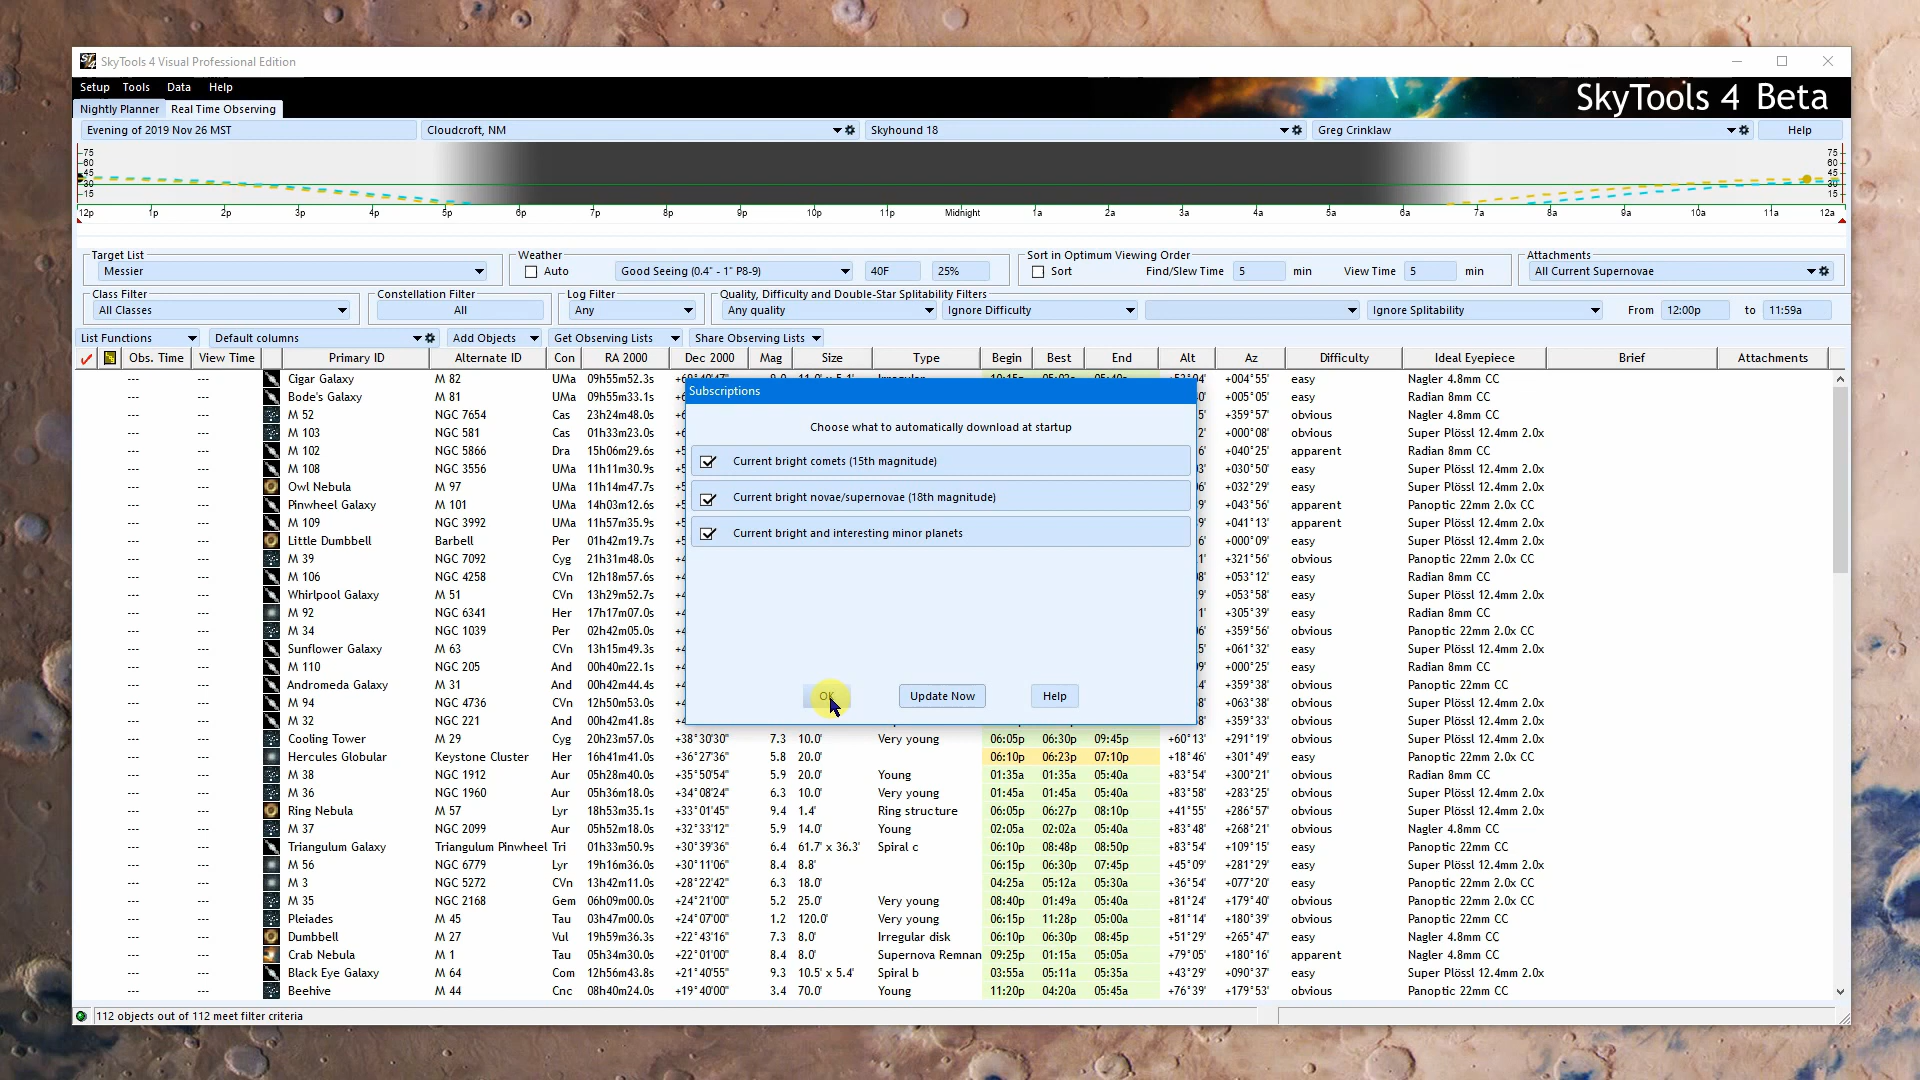 SkyTools 4 Visual Professional Edition
Setup Tools Data Help
SkyTools 4 Beta
Nightly Planner Real Time Observing
Evening of 2019 Nov 26 MST Cloudcroft, NM Skyhound 18 Greg Crinklaw Help
75 75
60 60
45 45
30 30
15 15
12p 1p 2p 3p 4p 5p 6p 7p 8p 9p 10p 11p Midnight 1a 2a 3a 4a 5a 6a 7a 8a 9a 10a 11a 12a
Target List Weather Sort in Optimum Viewing Order Attachments
Messier Auto Good Seeing (0.4" - 1" P8-9) 40F 25% Sort Find/Slew Time 5 min View Time 5 min All Current Supernovae
Class Filter Constellation Filter Log Filter Quality, Difficulty and Double-Star Splitability Filters
All Classes All Any Any quality Ignore Difficulty Ignore Splitability From 12:00p to 11:59a
List Functions Default columns Add Objects Get Observing Lists Share Observing Lists
Obs. Time View Time Primary ID Alternate ID Con RA 2000 Dec 2000 Mag Size Type Begin Best End Alt Az Difficulty Ideal Eyepiece Brief Attachments
--- --- Cigar Galaxy M 82 UMa 09h55m52.3s +004°55' easy Nagler 4.8mm CC
--- --- Bode's Galaxy M 81 UMa 09h55m33.1s +005°05' easy Radian 8mm CC
--- --- M 52 NGC 7654 Cas 23h24m48.0s +359°57' obvious Nagler 4.8mm CC
--- --- M 103 NGC 581 Cas 01h33m23.0s +000°08' obvious Super Plössl 12.4mm 2.0x
--- --- M 102 NGC 5866 Dra 15h06m29.6s +040°25' apparent Radian 8mm CC
--- --- M 108 NGC 3556 UMa 11h11m30.9s +030°50' easy Super Plössl 12.4mm 2.0x
--- --- Owl Nebula M 97 UMa 11h14m47.7s +032°29' easy Super Plössl 12.4mm 2.0x
--- --- Pinwheel Galaxy M 101 UMa 14h03m12.6s +043°56' apparent Panoptic 22mm 2.0x CC
--- --- M 109 NGC 3992 UMa 11h57m35.9s +041°13' apparent Super Plössl 12.4mm 2.0x
--- --- Little Dumbbell Barbell Per 01h42m19.7s +000°09' easy Super Plössl 12.4mm 2.0x
--- --- M 39 NGC 7092 Cyg 21h31m48.0s +321°56' obvious Panoptic 22mm 2.0x CC
--- --- M 106 NGC 4258 CVn 12h18m57.6s +053°12' easy Radian 8mm CC
--- --- Whirlpool Galaxy M 51 CVn 13h29m52.7s +053°58' easy Super Plössl 12.4mm 2.0x
--- --- M 92 NGC 6341 Her 17h17m07.0s +305°39' easy Radian 8mm CC
--- --- M 34 NGC 1039 Per 02h42m05.0s +359°56' obvious Panoptic 22mm 2.0x CC
--- --- Sunflower Galaxy M 63 CVn 13h15m49.3s +061°32' easy Super Plössl 12.4mm 2.0x
--- --- M 110 NGC 205 And 00h40m22.1s +000°25' easy Radian 8mm CC
--- --- Andromeda Galaxy M 31 And 00h42m44.4s +359°38' obvious Panoptic 22mm CC
--- --- M 94 NGC 4736 CVn 12h50m53.0s +063°38' obvious Super Plössl 12.4mm 2.0x
--- --- M 32 NGC 221 And 00h42m41.8s +359°33' obvious Super Plössl 12.4mm 2.0x
--- --- Cooling Tower M 29 Cyg 20h23m57.0s +38°30'30" 7.3 10.0' Very young 06:05p 06:30p 09:45p +60°13' +291°19' obvious Super Plössl 12.4mm 2.0x
--- --- Hercules Globular Keystone Cluster Her 16h41m41.0s +36°27'36" 5.8 20.0' 06:10p 06:23p 07:10p +18°46' +301°49' easy Panoptic 22mm 2.0x CC
--- --- M 38 NGC 1912 Aur 05h28m40.0s +35°50'54" 5.9 20.0' Young 01:35a 01:35a 05:40a +83°54' +300°21' obvious Radian 8mm CC
--- --- M 36 NGC 1960 Aur 05h36m18.0s +34°08'24" 6.3 10.0' Very young 01:45a 01:45a 05:40a +83°58' +283°25' obvious Super Plössl 12.4mm 2.0x
--- --- Ring Nebula M 57 Lyr 18h53m35.1s +33°01'45" 9.4 1.4' Ring structure 06:05p 06:27p 08:10p +41°55' +286°57' obvious Super Plössl 12.4mm 2.0x
--- --- M 37 NGC 2099 Aur 05h52m18.0s +32°33'12" 5.9 14.0' Young 02:05a 02:02a 05:40a +83°48' +268°21' obvious Nagler 4.8mm CC
--- --- Triangulum Galaxy Triangulum Pinwheel Tri 01h33m50.9s +30°39'36" 6.4 61.7' x 36.3' Spiral c 06:10p 08:48p 08:50p +83°54' +109°15' easy Panoptic 22mm CC
--- --- M 56 NGC 6779 Lyr 19h16m36.0s +30°11'06" 8.4 8.8' 06:15p 06:30p 07:45p +45°09' +281°29' easy Super Plössl 12.4mm 2.0x
--- --- M 3 NGC 5272 CVn 13h42m11.0s +28°22'42" 6.3 18.0' 04:25a 05:12a 05:30a +36°54' +077°20' easy Panoptic 22mm 2.0x CC
--- --- M 35 NGC 2168 Gem 06h09m00.0s +24°21'00" 5.2 25.0' Very young 08:40p 01:49a 05:40a +81°24' +179°40' obvious Panoptic 22mm 2.0x CC
--- --- Pleiades M 45 Tau 03h47m00.0s +24°07'00" 1.2 120.0' Very young 06:15p 11:28p 05:00a +81°14' +180°39' obvious Panoptic 22mm CC
--- --- Dumbbell M 27 Vul 19h59m36.3s +22°43'16" 7.3 8.0' Irregular disk 06:10p 06:30p 08:45p +51°29' +265°47' easy Nagler 4.8mm CC
--- --- Crab Nebula M 1 Tau 05h34m30.0s +22°01'00" 8.4 8.0' Supernova Remnan 09:25p 01:15a 05:05a +79°05' +180°16' apparent Nagler 4.8mm CC
--- --- Black Eye Galaxy M 64 Com 12h56m43.8s +21°40'55" 9.3 10.5' x 5.4' Spiral b 03:55a 05:11a 05:35a +43°29' +090°37' easy Super Plössl 12.4mm 2.0x
--- --- Beehive M 44 Cnc 08h40m24.0s +19°40'00" 3.4 70.0' Young 11:20p 04:20a 05:45a +76°39' +179°53' obvious Panoptic 22mm CC
Subscriptions
Choose what to automatically download at startup
Current bright comets (15th magnitude)
Current bright novae/supernovae (18th magnitude)
Current bright and interesting minor planets
OK Update Now Help
112 objects out of 112 meet filter criteria